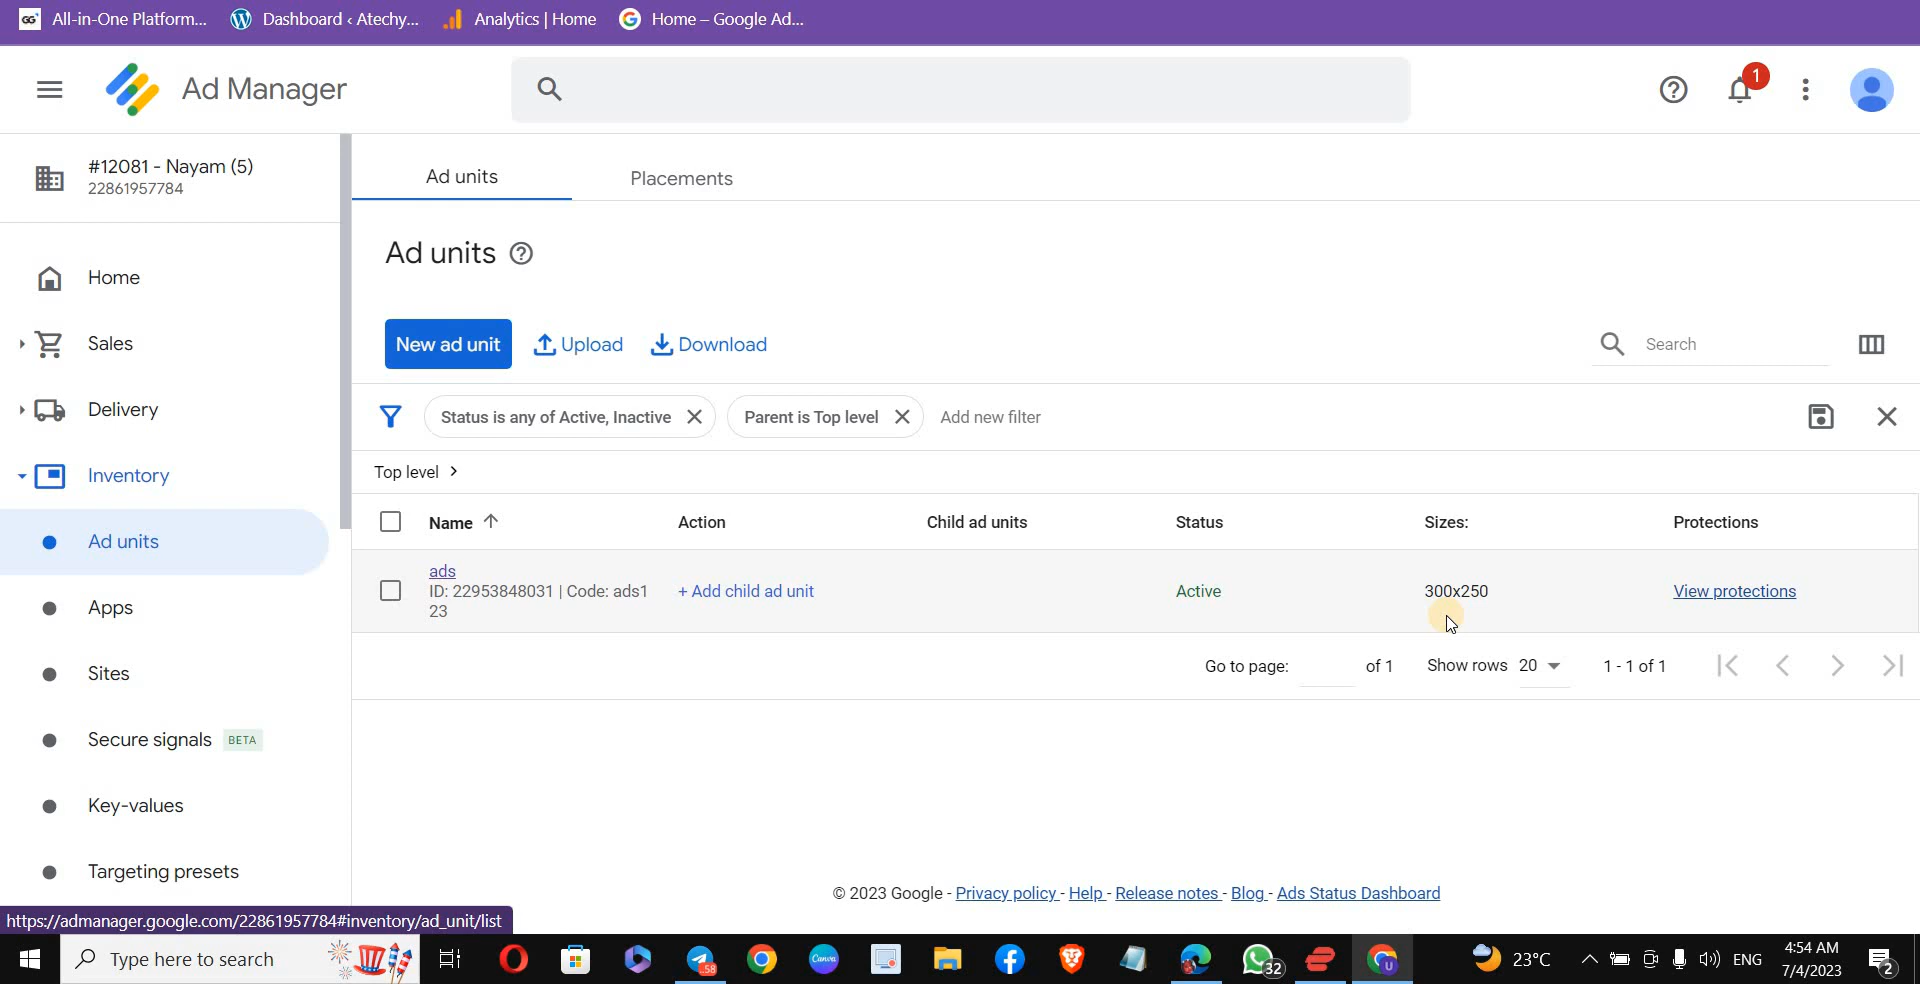 All-in-One Platform...
Dashboard ‹ Atechy...
Analytics | Home
Home – Google Ad...
Ad Manager
1
#12081 - Nayam (5)
22861957784
Home
Sales
Delivery
Inventory
Ad units
Apps
Sites
Secure signals BETA
Key-values
Targeting presets
Ad units
Placements
Ad units
New ad unit
Upload
Download
Search
Status is any of Active, Inactive
Parent is Top level
Add new filter
Top level
Name
Action
Child ad units
Status
Sizes:
Protections
ads
ID: 22953848031 | Code: ads1
23
+ Add child ad unit
Active
300x250
View protections
Go to page:
of 1
Show rows 20
1 - 1 of 1
© 2023 Google - Privacy policy - Help - Release notes - Blog - Ads Status Dashboard
https://admanager.google.com/22861957784#inventory/ad_unit/list
Type here to search
.58
Canva
32
U
23°C
ENG
4:54 AM
7/4/2023
2